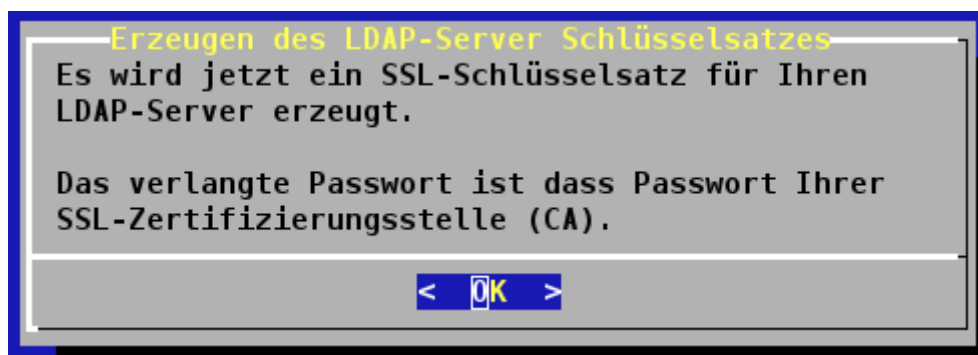 Erzeugen des LDAP-Server Schlüsselsatzes
Es wird jetzt ein SSL-Schlüsselsatz für Ihren
LDAP-Server erzeugt.
Das verlangte Passwort ist dass Passwort Ihrer
SSL-Zertifizierungsstelle (CA).
< OK >